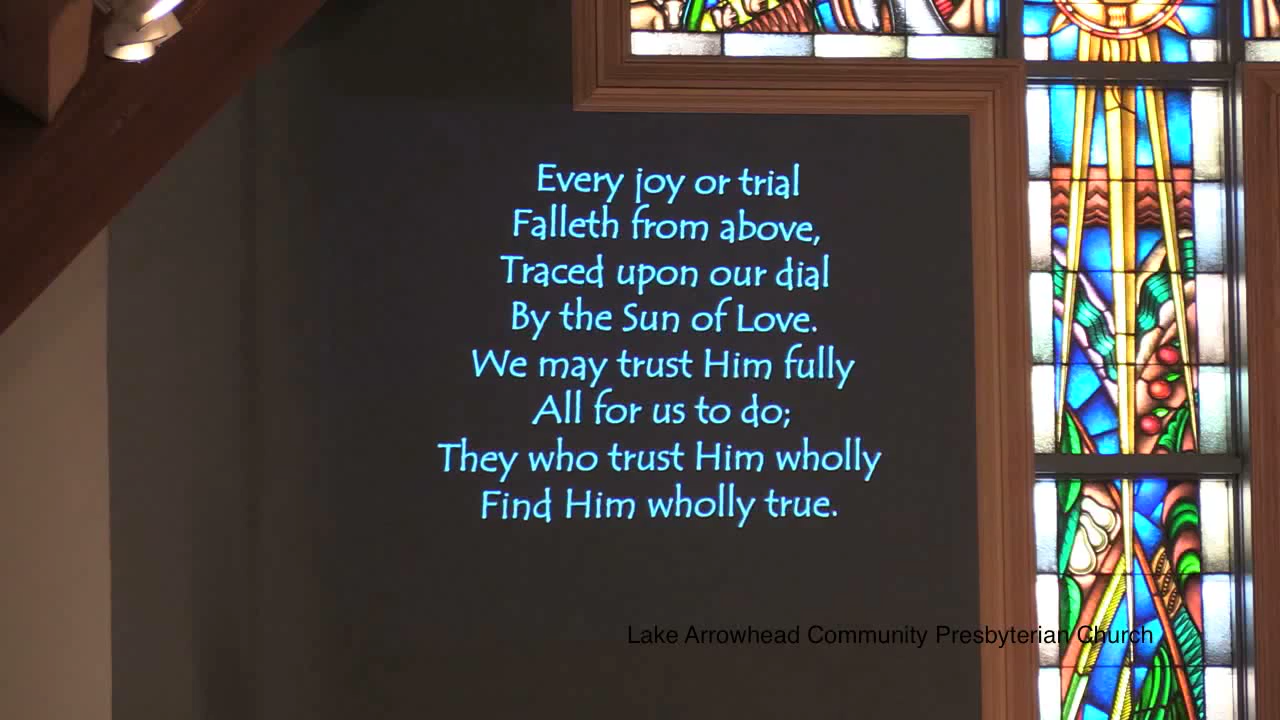 Every joy or trial
Falleth from above,
Traced upon our dial
By the Sun of Love.
We may trust Him fully
All for us to do;
They who trust Him wholly
Find Him wholly true.
Lake Arrowhead Community Presbyterian Church